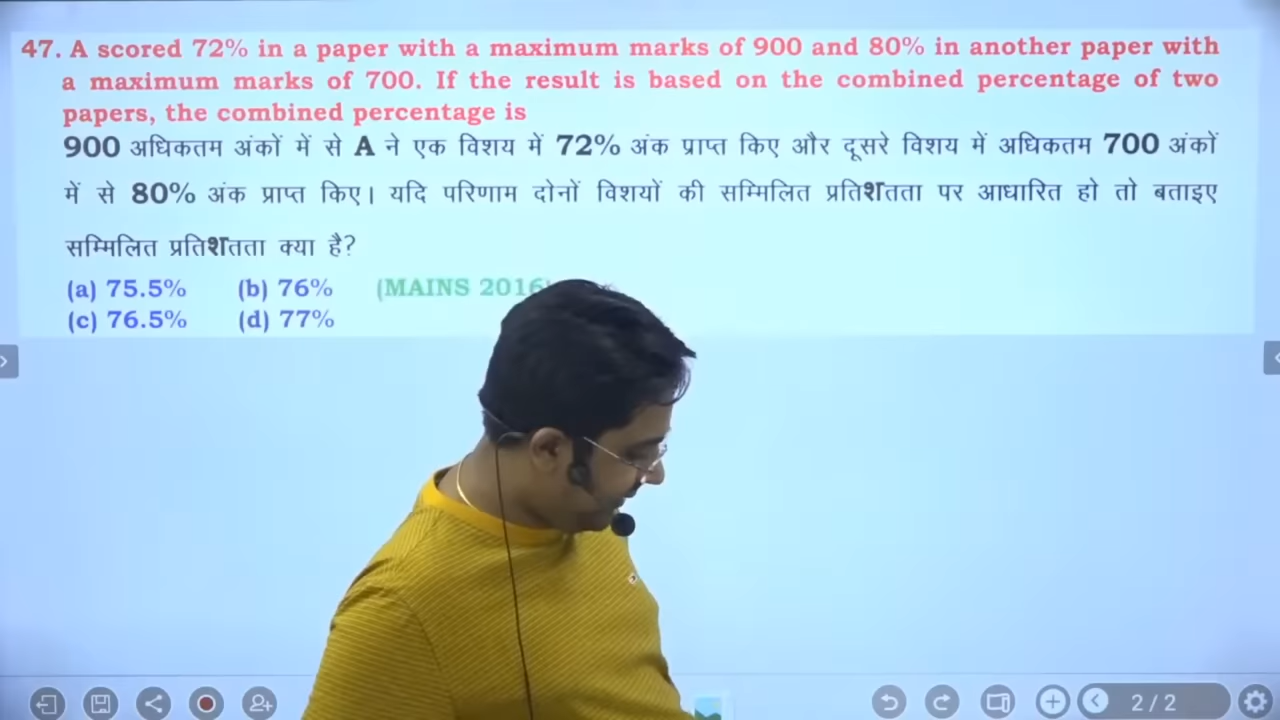 47. A scored 72% in a paper with a maximum marks of 900 and 80% in another paper with
a maximum marks of 700. If the result is based on the combined percentage of two
papers, the combined percentage is
900 अधिकतम अंकों में से A ने एक विशय में 72% अंक प्राप्त किए और दूसरे विशय में अधिकतम 700 अंकों
में से 80% अंक प्राप्त किए। यदि परिणाम दोनों विशयों की सम्मिलित प्रतिशतता पर आधारित हो तो बताइए
सम्मिलित प्रतिशतता क्या है?
(a) 75.5% (b) 76% (MAINS 2016)
(c) 76.5% (d) 77%
2 / 2